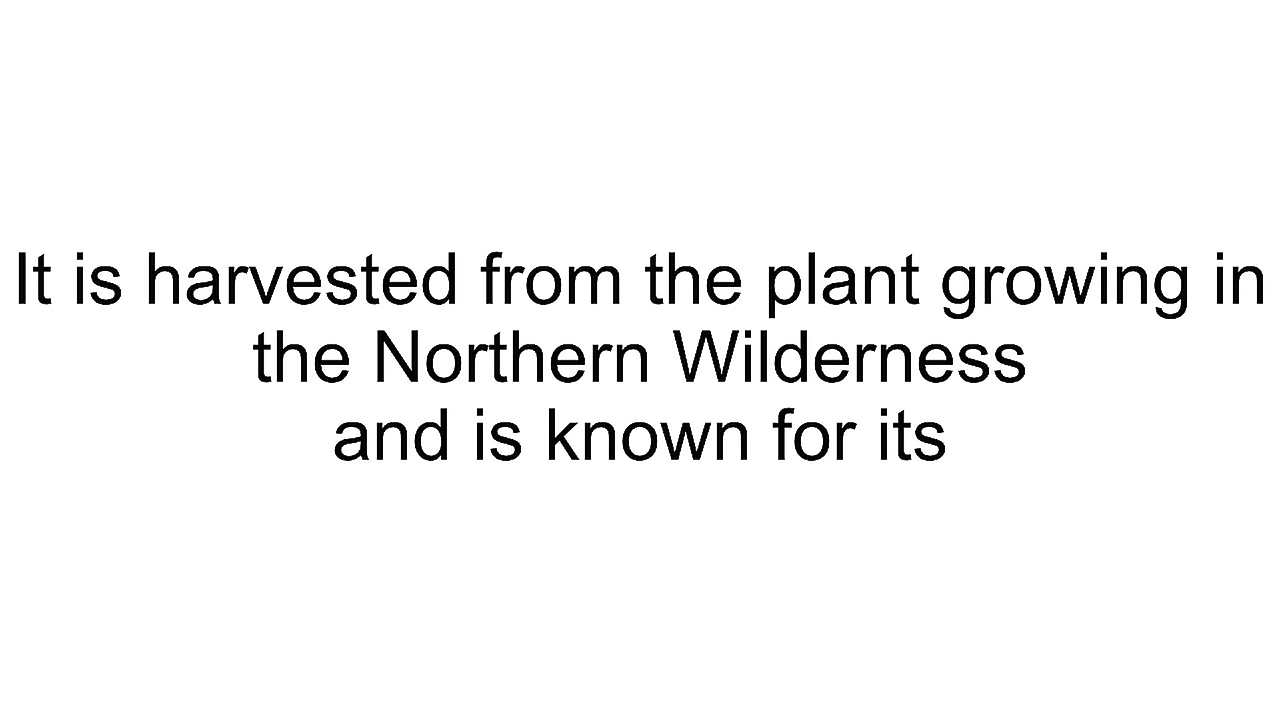 It is harvested from the plant growing in
the Northern Wilderness
and is known for its